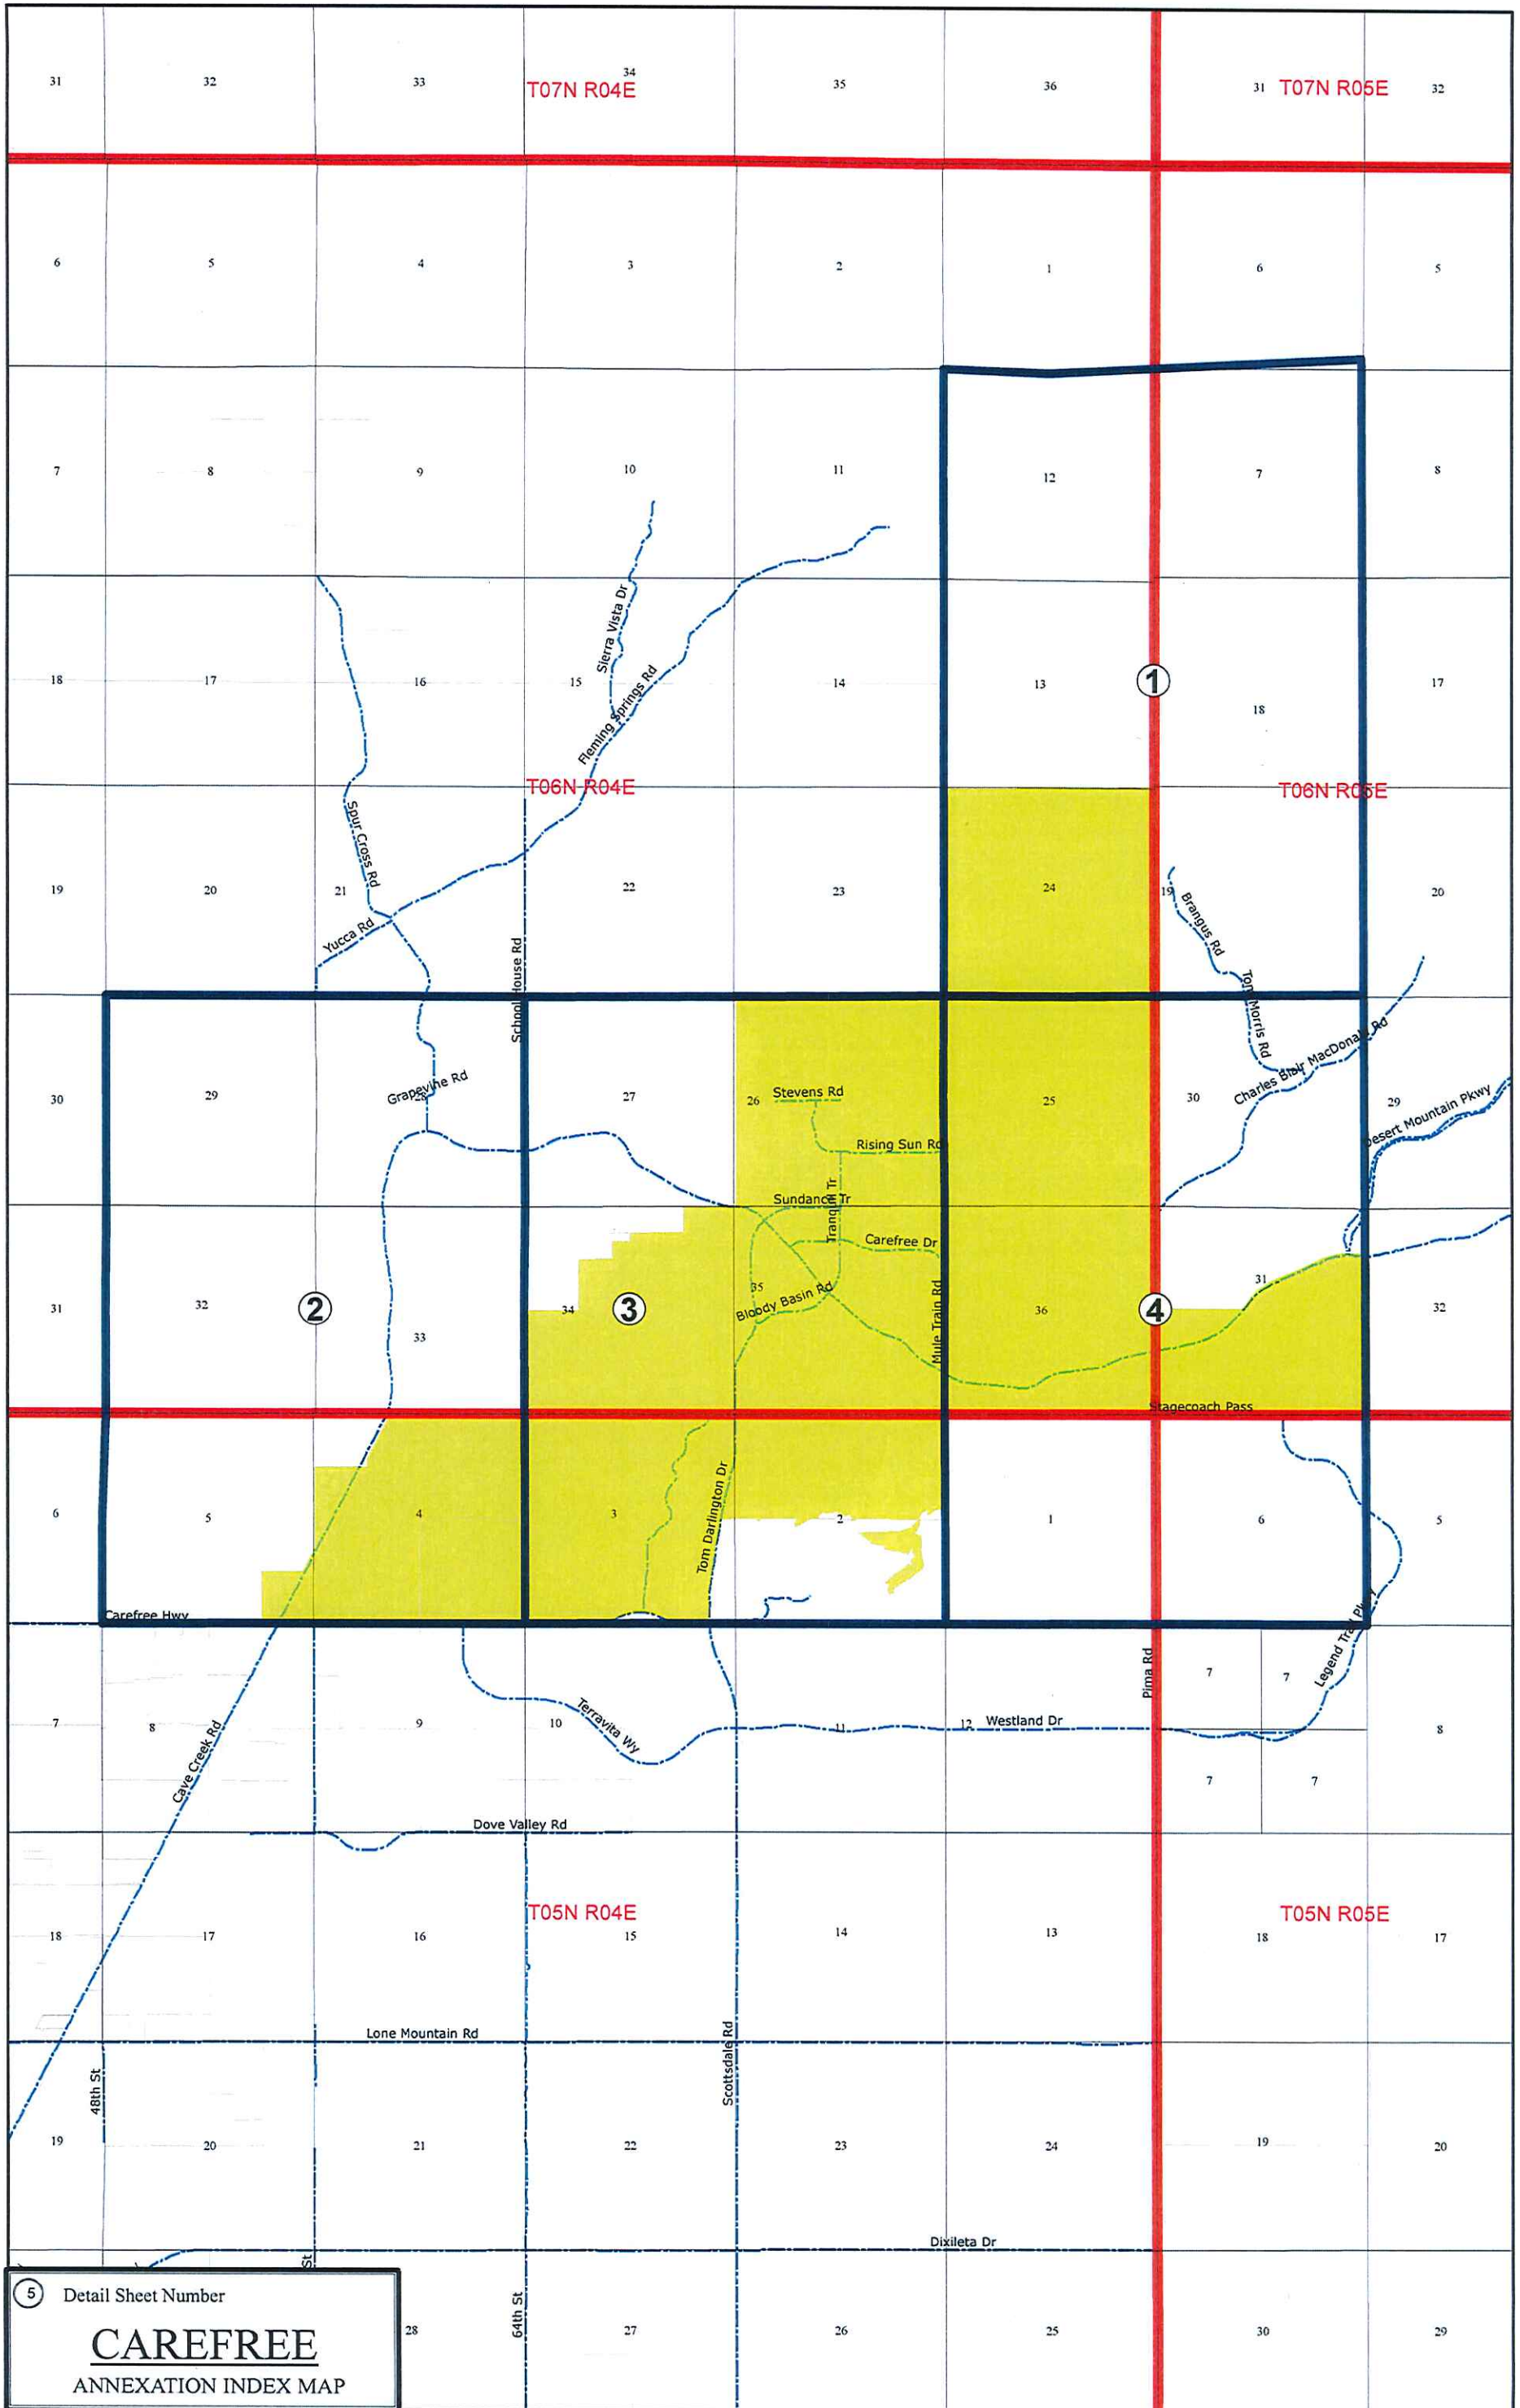 31 32 33 34 35 36 31 32
T07N R04E T07N R05E
6 5 4 3 2 1 6 5
7 8 9 10 11 12 7 8
Sierra Vista Dr
Fleming Springs Rd
18 17 16 15 14 13 1 18 17
T06N R04E T06N R05E
Spur Cross Rd
19 20 21 22 23 24 19 20
Brangus Rd
Yucca Rd
School House Rd
Tom Morris Rd
Charles Blair MacDonald Rd
Grapevine Rd
30 29 28 27 26 Stevens Rd 25 30 29
Desert Mountain Pkwy
Rising Sun Rd
Sundance Tr
Tranquil Tr
Carefree Dr
31 32 2 33 34 3 35 36 4 31 32
Bloody Basin Rd
Mule Train Rd
Stagecoach Pass
6 5 4 3 2 1 6 5
Tom Darlington Dr
Carefree Hwy
Legend Trail Pkwy
Pima Rd
7 7
7 8 9 10 11 12 Westland Dr 8
Terravita Wy
Cave Creek Rd
7 7
Dove Valley Rd
T05N R04E T05N R05E
18 17 16 15 14 13 18 17
Lone Mountain Rd
48th St
Scottsdale Rd
19 20 21 22 23 24 19 20
Dixileta Dr
St
64th St
28 27 26 25 30 29
5 Detail Sheet Number
CAREFREE
ANNEXATION INDEX MAP